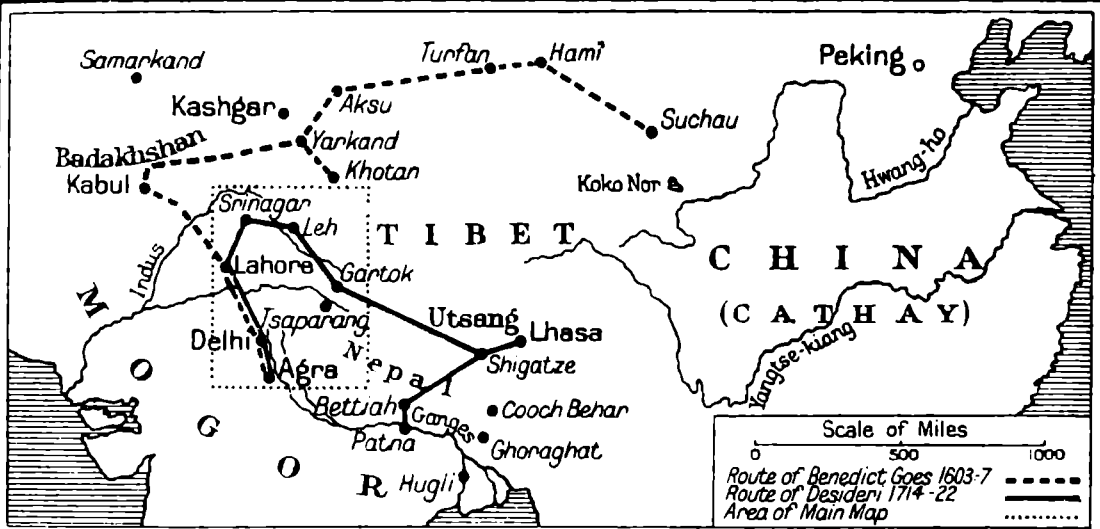 Samarkand
Turfan
Hami
Peking
Kashgar
Aksu
Suchau
Badakhshan
Yarkand
Kabul
Khotan
Koko Nor
Hwang-ho
Srinagar
Leh
TIBET
CHINA
(CATHAY)
Indus
Lahore
Gartok
MOGOR
Tsaparang
Utsang
Lhasa
Delhi
Nepal
Shigatze
Yangtse-kiang
Agra
Bettiah
Ganges
Cooch Behar
Patna
Ghoraghat
Hugli
Scale of Miles
0 500 1000
Route of Benedict Goes 1603-7
Route of Desideri 1714-22
Area of Main Map